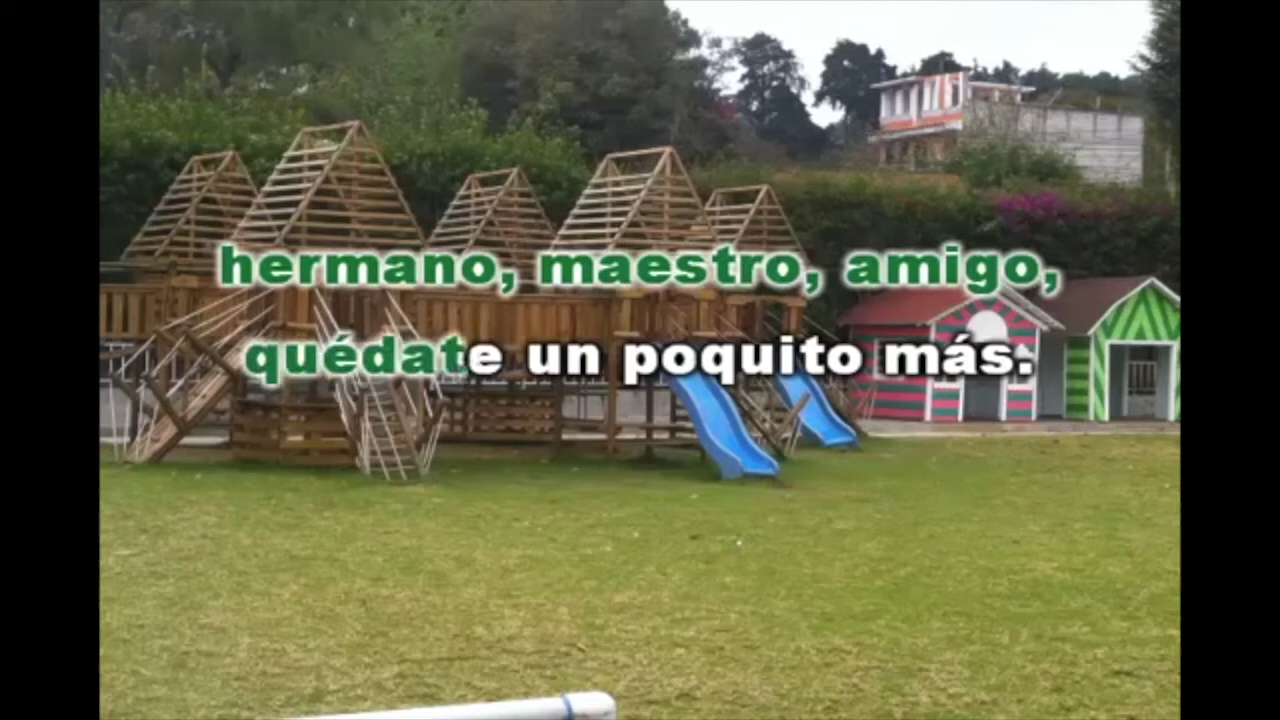 hermano, maestro, amigo,
quédate un poquito más.